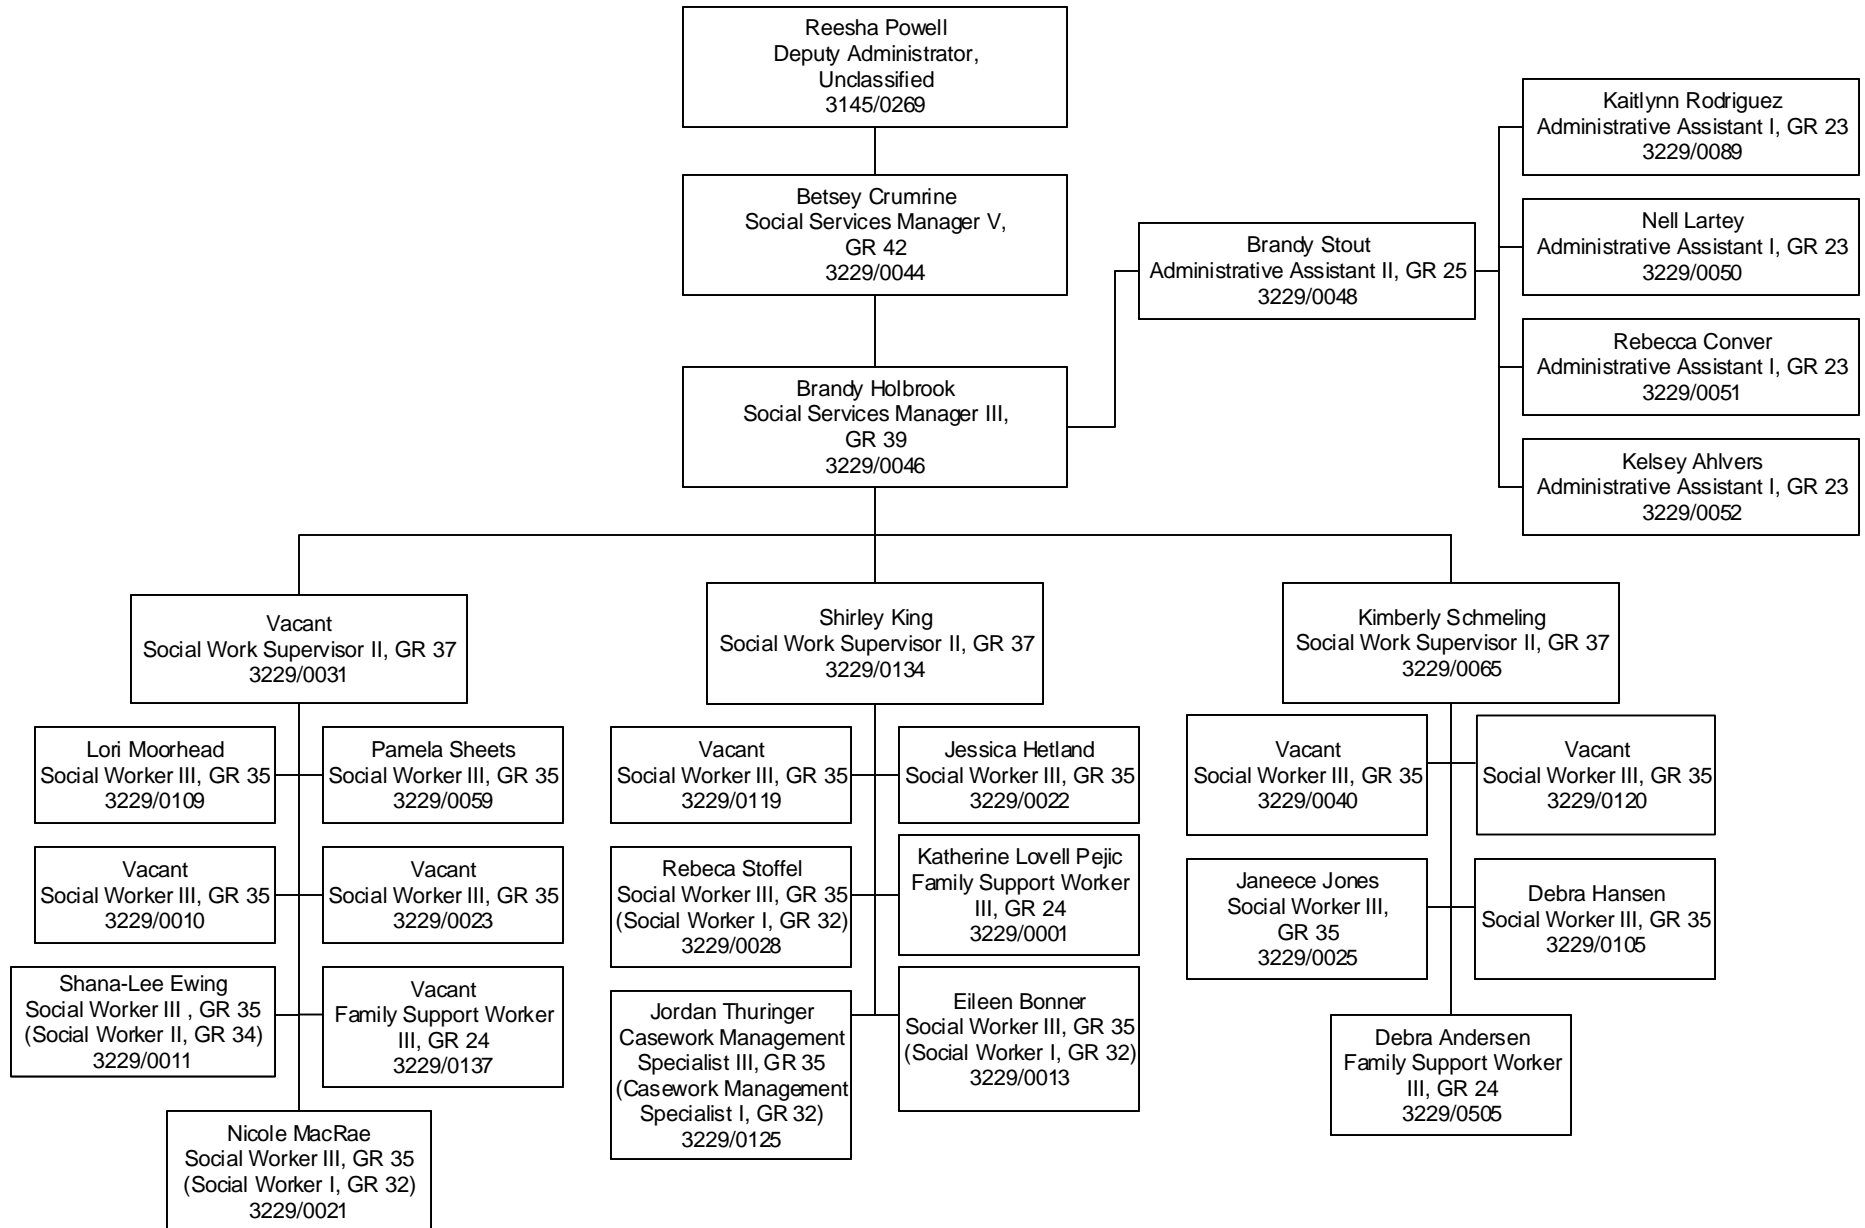 Reesha Powell
Deputy Administrator,
Unclassified
3145/0269
Betsey Crumrine
Social Services Manager V,
GR 42
3229/0044
Brandy Holbrook
Social Services Manager III,
GR 39
3229/0046
Brandy Stout
Administrative Assistant II, GR 25
3229/0048
Kaitlynn Rodriguez
Administrative Assistant I, GR 23
3229/0089
Nell Lartey
Administrative Assistant I, GR 23
3229/0050
Rebecca Conver
Administrative Assistant I, GR 23
3229/0051
Kelsey Ahlvers
Administrative Assistant I, GR 23
3229/0052
Vacant
Social Work Supervisor II, GR 37
3229/0031
Lori Moorhead
Social Worker III, GR 35
3229/0109
Pamela Sheets
Social Worker III, GR 35
3229/0059
Vacant
Social Worker III, GR 35
3229/0010
Vacant
Social Worker III, GR 35
3229/0023
Shana-Lee Ewing
Social Worker III , GR 35
(Social Worker II, GR 34)
3229/0011
Vacant
Family Support Worker
III, GR 24
3229/0137
Nicole MacRae
Social Worker III, GR 35
(Social Worker I, GR 32)
3229/0021
Shirley King
Social Work Supervisor II, GR 37
3229/0134
Vacant
Social Worker III, GR 35
3229/0119
Jessica Hetland
Social Worker III, GR 35
3229/0022
Rebeca Stoffel
Social Worker III, GR 35
(Social Worker I, GR 32)
3229/0028
Katherine Lovell Pejic
Family Support Worker
III, GR 24
3229/0001
Jordan Thuringer
Casework Management
Specialist III, GR 35
(Casework Management
Specialist I, GR 32)
3229/0125
Eileen Bonner
Social Worker III, GR 35
(Social Worker I, GR 32)
3229/0013
Kimberly Schmeling
Social Work Supervisor II, GR 37
3229/0065
Vacant
Social Worker III, GR 35
3229/0040
Vacant
Social Worker III, GR 35
3229/0120
Janeece Jones
Social Worker III,
GR 35
3229/0025
Debra Hansen
Social Worker III, GR 35
3229/0105
Debra Andersen
Family Support Worker
III, GR 24
3229/0505